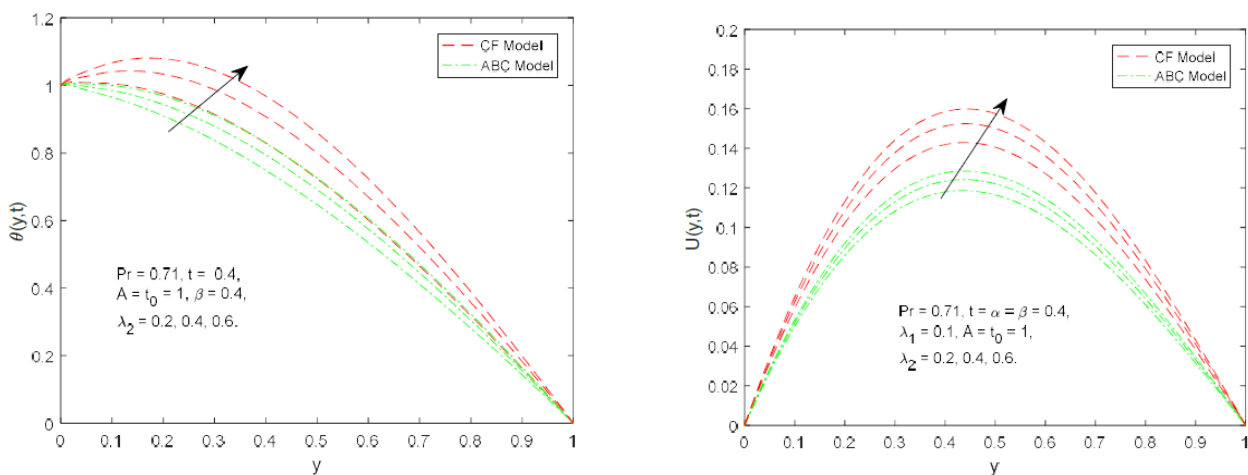 1.2
1
0.8
0.6
0.4
0.2
0
θ(y,t)
CF Model
ABC Model
Pr = 0.71, t = 0.4,
A = t₀ = 1, β = 0.4,
λ₂ = 0.2, 0.4, 0.6.
0 0.1 0.2 0.3 0.4 0.5 0.6 0.7 0.8 0.9 1
y
0.2
0.18
0.16
0.14
0.12
0.10
0.08
0.06
0.04
0.02
0
U(y,t)
CF Model
ABC Model
Pr = 0.71, t = α = β = 0.4,
λ₁ = 0.1, A = t₀ = 1,
λ₂ = 0.2, 0.4, 0.6.
0 0.1 0.2 0.3 0.4 0.5 0.6 0.7 0.8 0.9 1
y